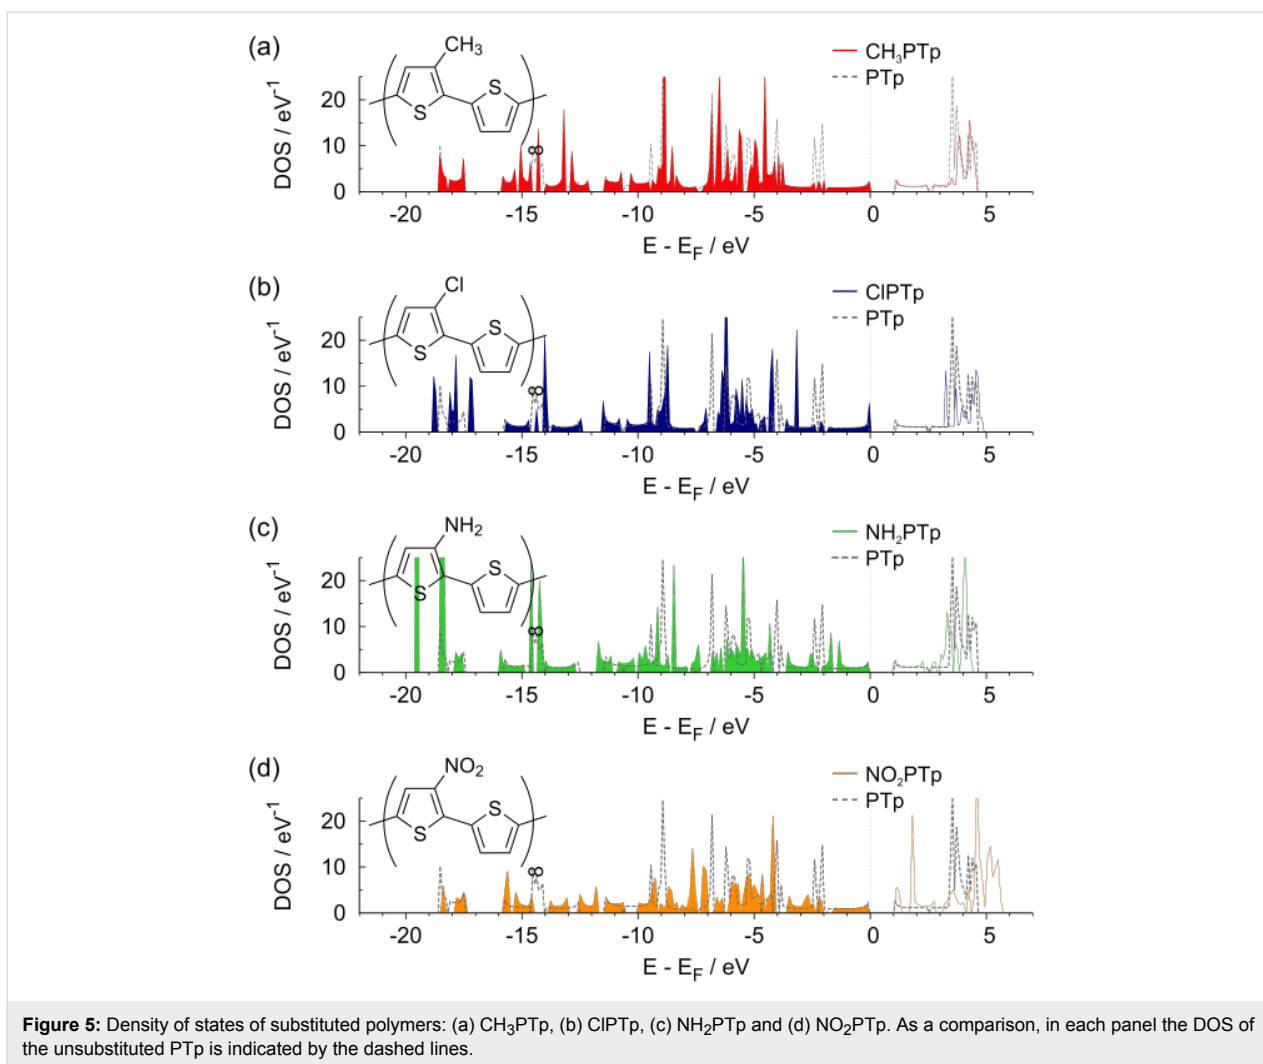 (a)
CH₃
S
S
∞
CH₃PTp
PTp
DOS / eV⁻¹
20
10
0
-20 -15 -10 -5 0 5
E - E_F / eV
(b)
Cl
S
S
∞
ClPTp
PTp
DOS / eV⁻¹
20
10
0
-20 -15 -10 -5 0 5
E - E_F / eV
(c)
NH₂
S
S
∞
NH₂PTp
PTp
DOS / eV⁻¹
20
10
0
-20 -15 -10 -5 0 5
E - E_F / eV
(d)
NO₂
S
S
∞
NO₂PTp
PTp
DOS / eV⁻¹
20
10
0
-20 -15 -10 -5 0 5
E - E_F / eV
Figure 5: Density of states of substituted polymers: (a) CH₃PTp, (b) ClPTp, (c) NH₂PTp and (d) NO₂PTp. As a comparison, in each panel the DOS of
the unsubstituted PTp is indicated by the dashed lines.